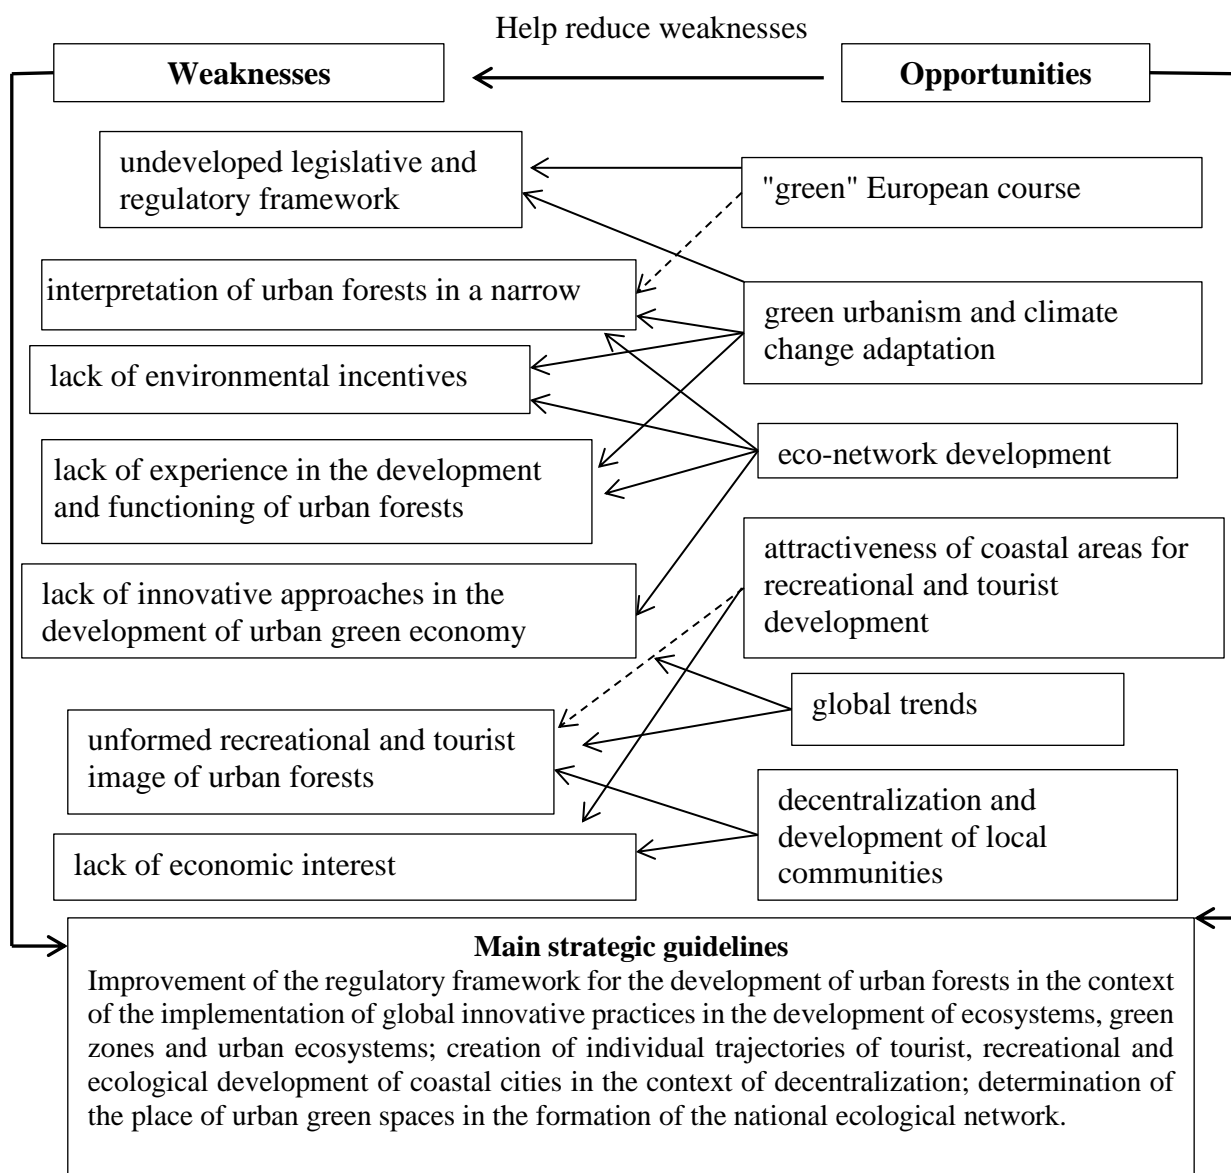 Help reduce weaknesses
Weaknesses
Opportunities
undeveloped legislative and
regulatory framework
"green" European course
interpretation of urban forests in a narrow
green urbanism and climate
change adaptation
lack of environmental incentives
lack of experience in the development
and functioning of urban forests
eco-network development
attractiveness of coastal areas for
recreational and tourist
development
lack of innovative approaches in the
development of urban green economy
global trends
unformed recreational and tourist
image of urban forests
decentralization and
development of local
communities
lack of economic interest
Main strategic guidelines
Improvement of the regulatory framework for the development of urban forests in the context
of the implementation of global innovative practices in the development of ecosystems, green
zones and urban ecosystems; creation of individual trajectories of tourist, recreational and
ecological development of coastal cities in the context of decentralization; determination of
the place of urban green spaces in the formation of the national ecological network.